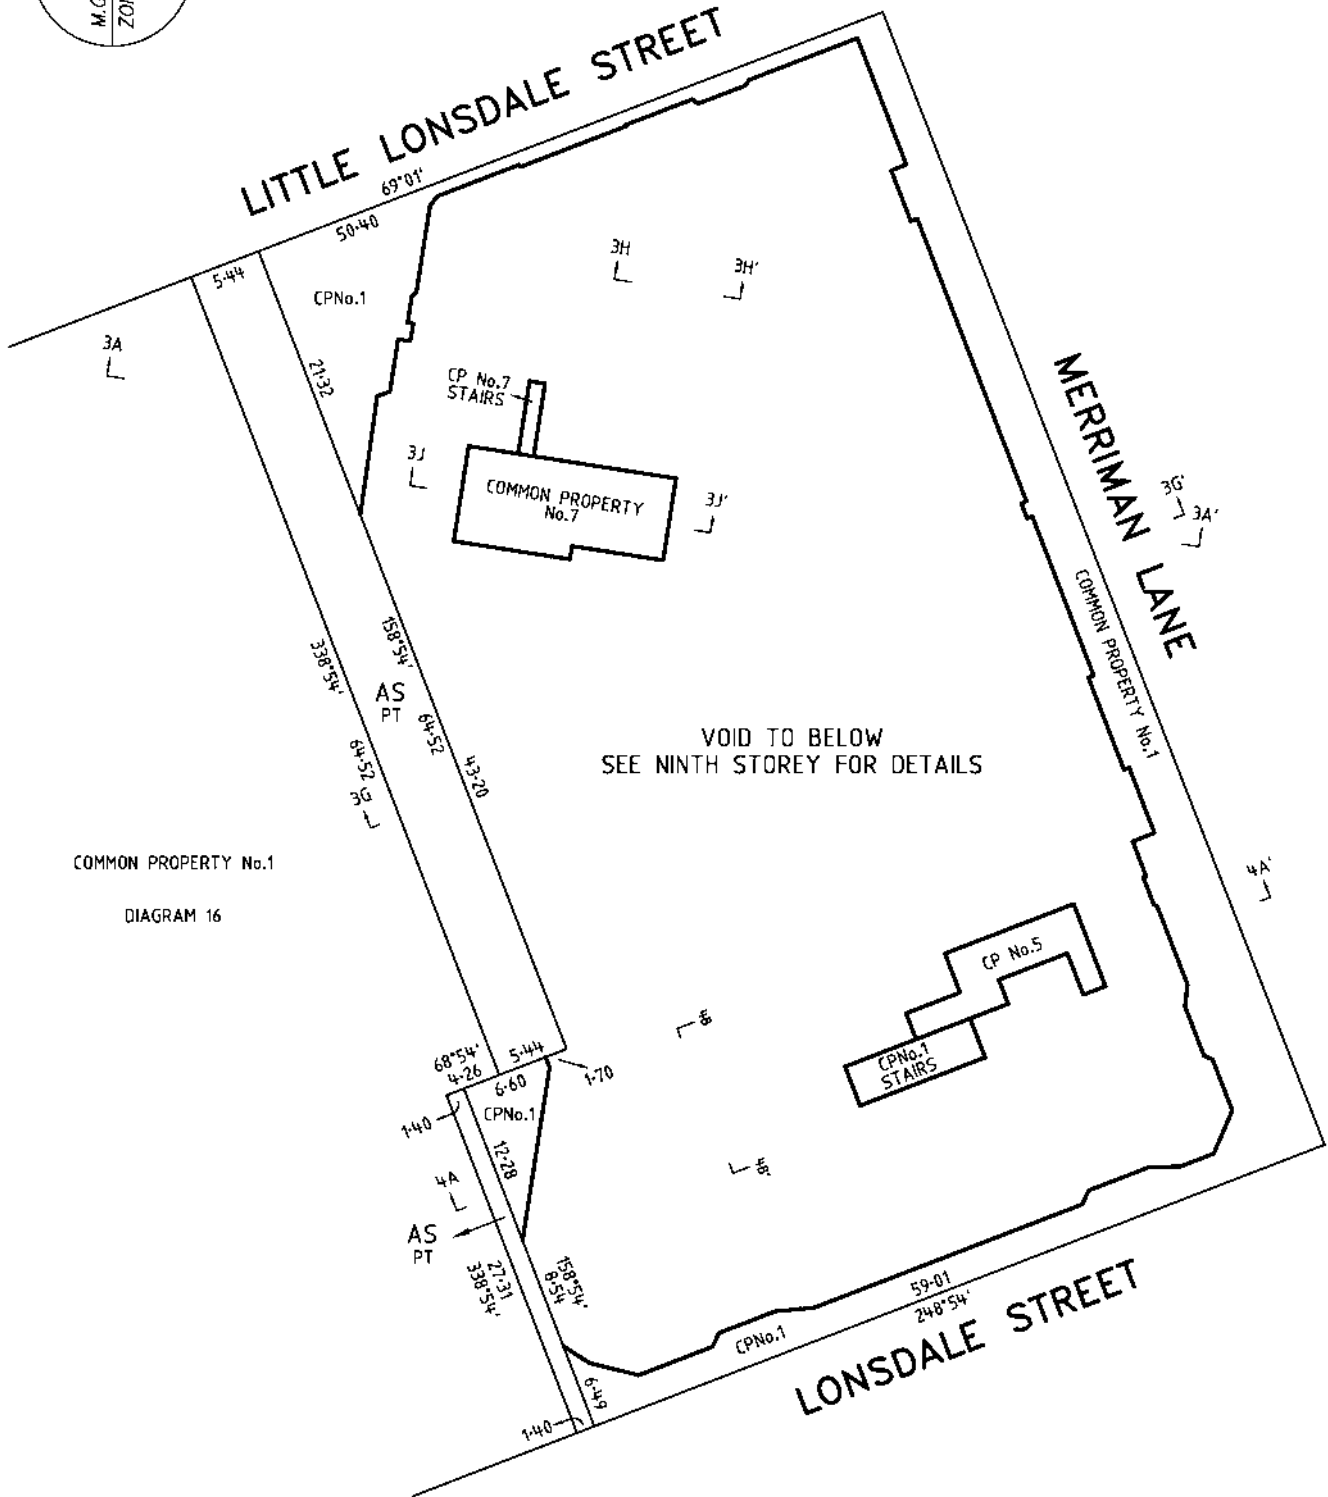 M.G
ZON
LITTLE LONSDALE STREET
69°01'
50·40
5·44
CPNo.1
3H
3H'
3A
21·32
CP No.7
STAIRS
3J
COMMON PROPERTY
No.7
3J'
MERRIMAN LANE
3G'
3A'
COMMON PROPERTY No.1
158°54'
338°54'
AS
PT
64·52
64·52
43·20
3G
VOID TO BELOW
SEE NINTH STOREY FOR DETAILS
COMMON PROPERTY No.1
DIAGRAM 16
4A'
CP No.5
4B
CPNo.1
STAIRS
68°54'
4·26
5·44
6·60
1·70
CPNo.1
1·40
12·28
4B'
4A
AS
PT
27·31
338°54'
158°54'
8·54
59·01
248°54'
CPNo.1
LONSDALE STREET
6·49
1·40